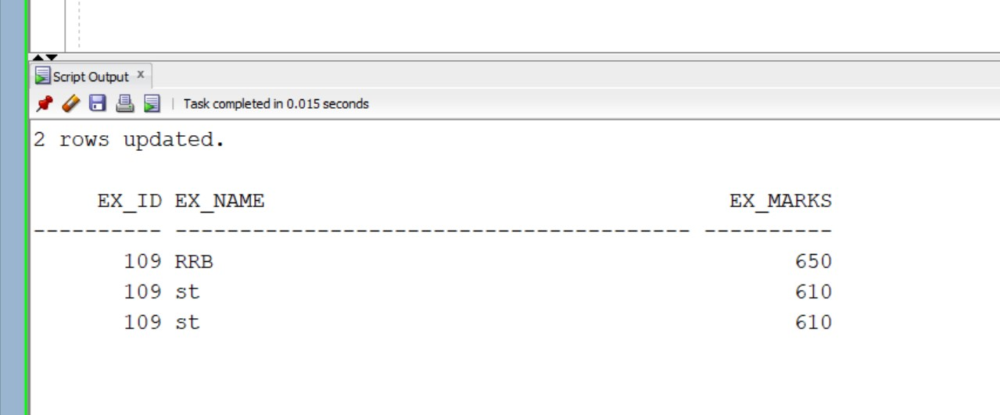 Script Output x
Task completed in 0.015 seconds
2 rows updated.
EX_ID EX_NAME EX_MARKS
---------- ---------------------------------------- ----------
109 RRB 650
109 st 610
109 st 610